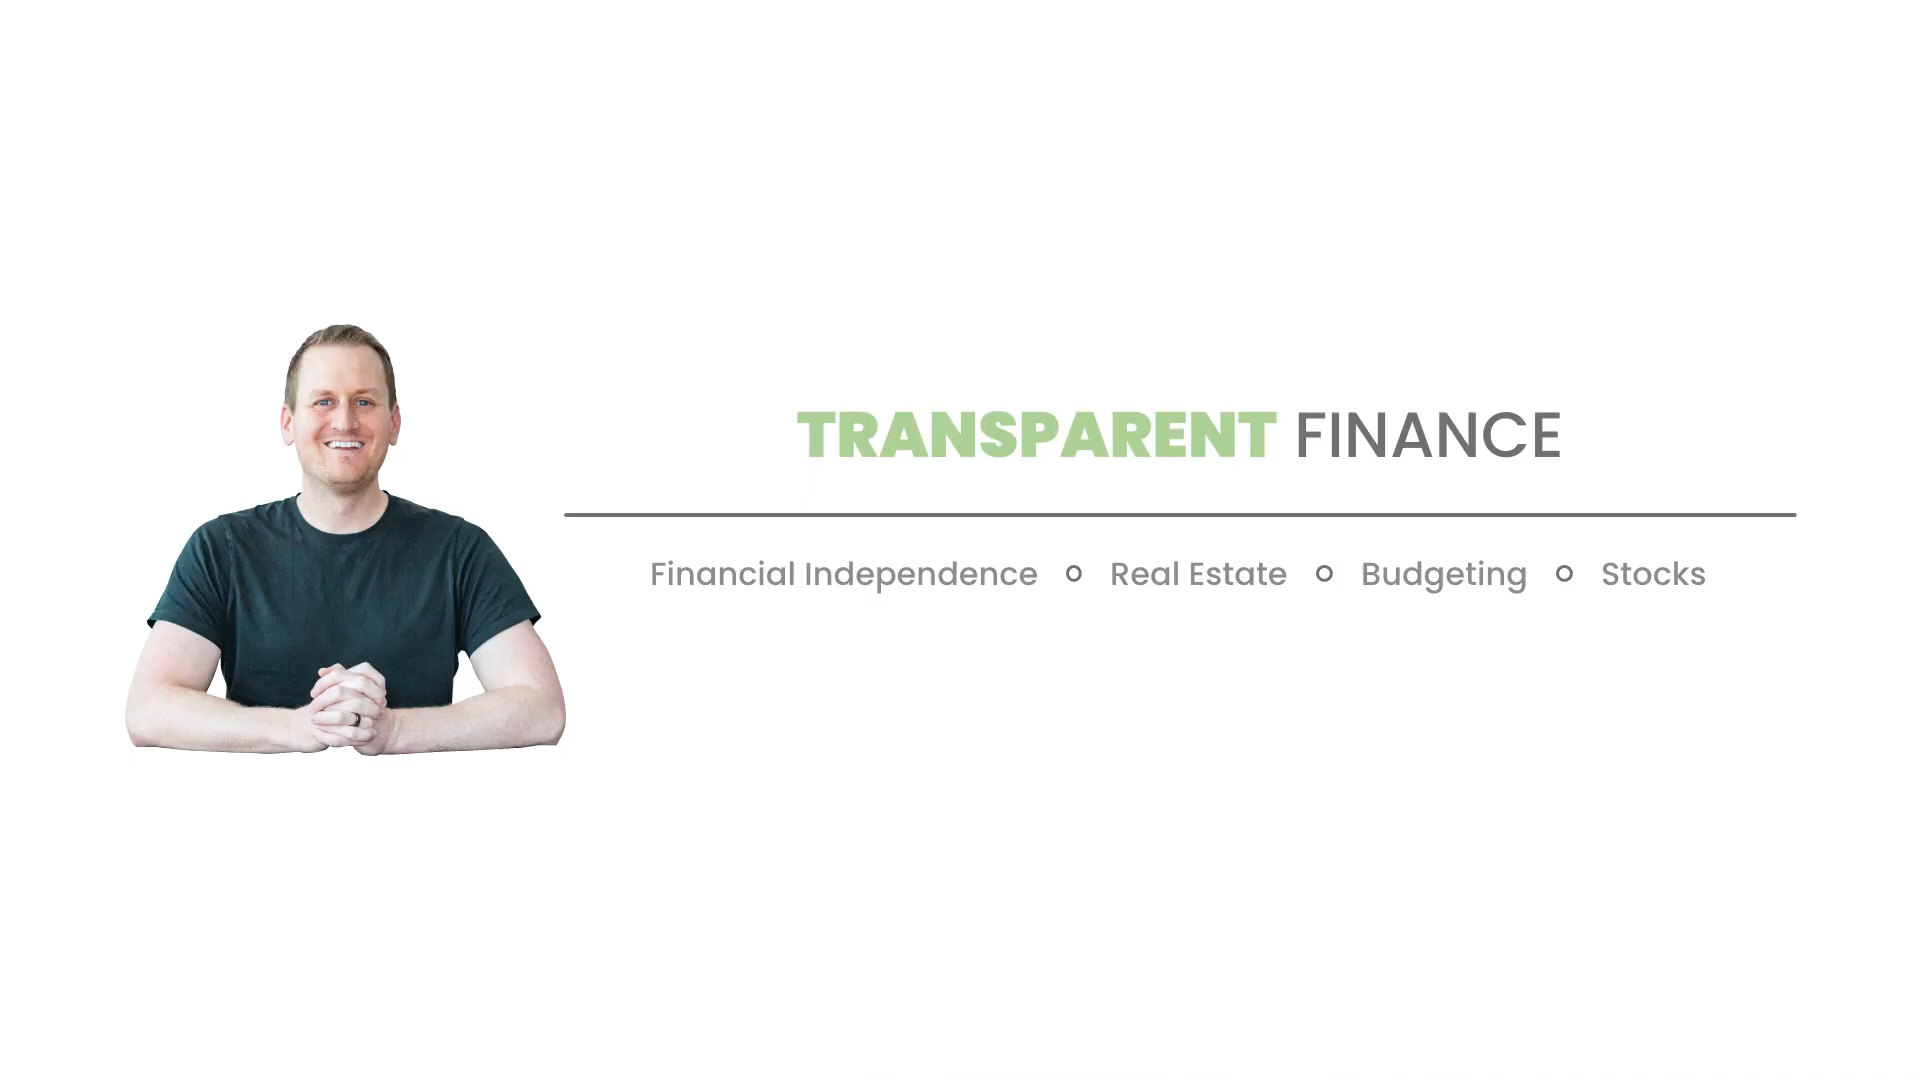 TRANSPARENT FINANCE
Financial Independence o Real Estate o Budgeting o Stocks